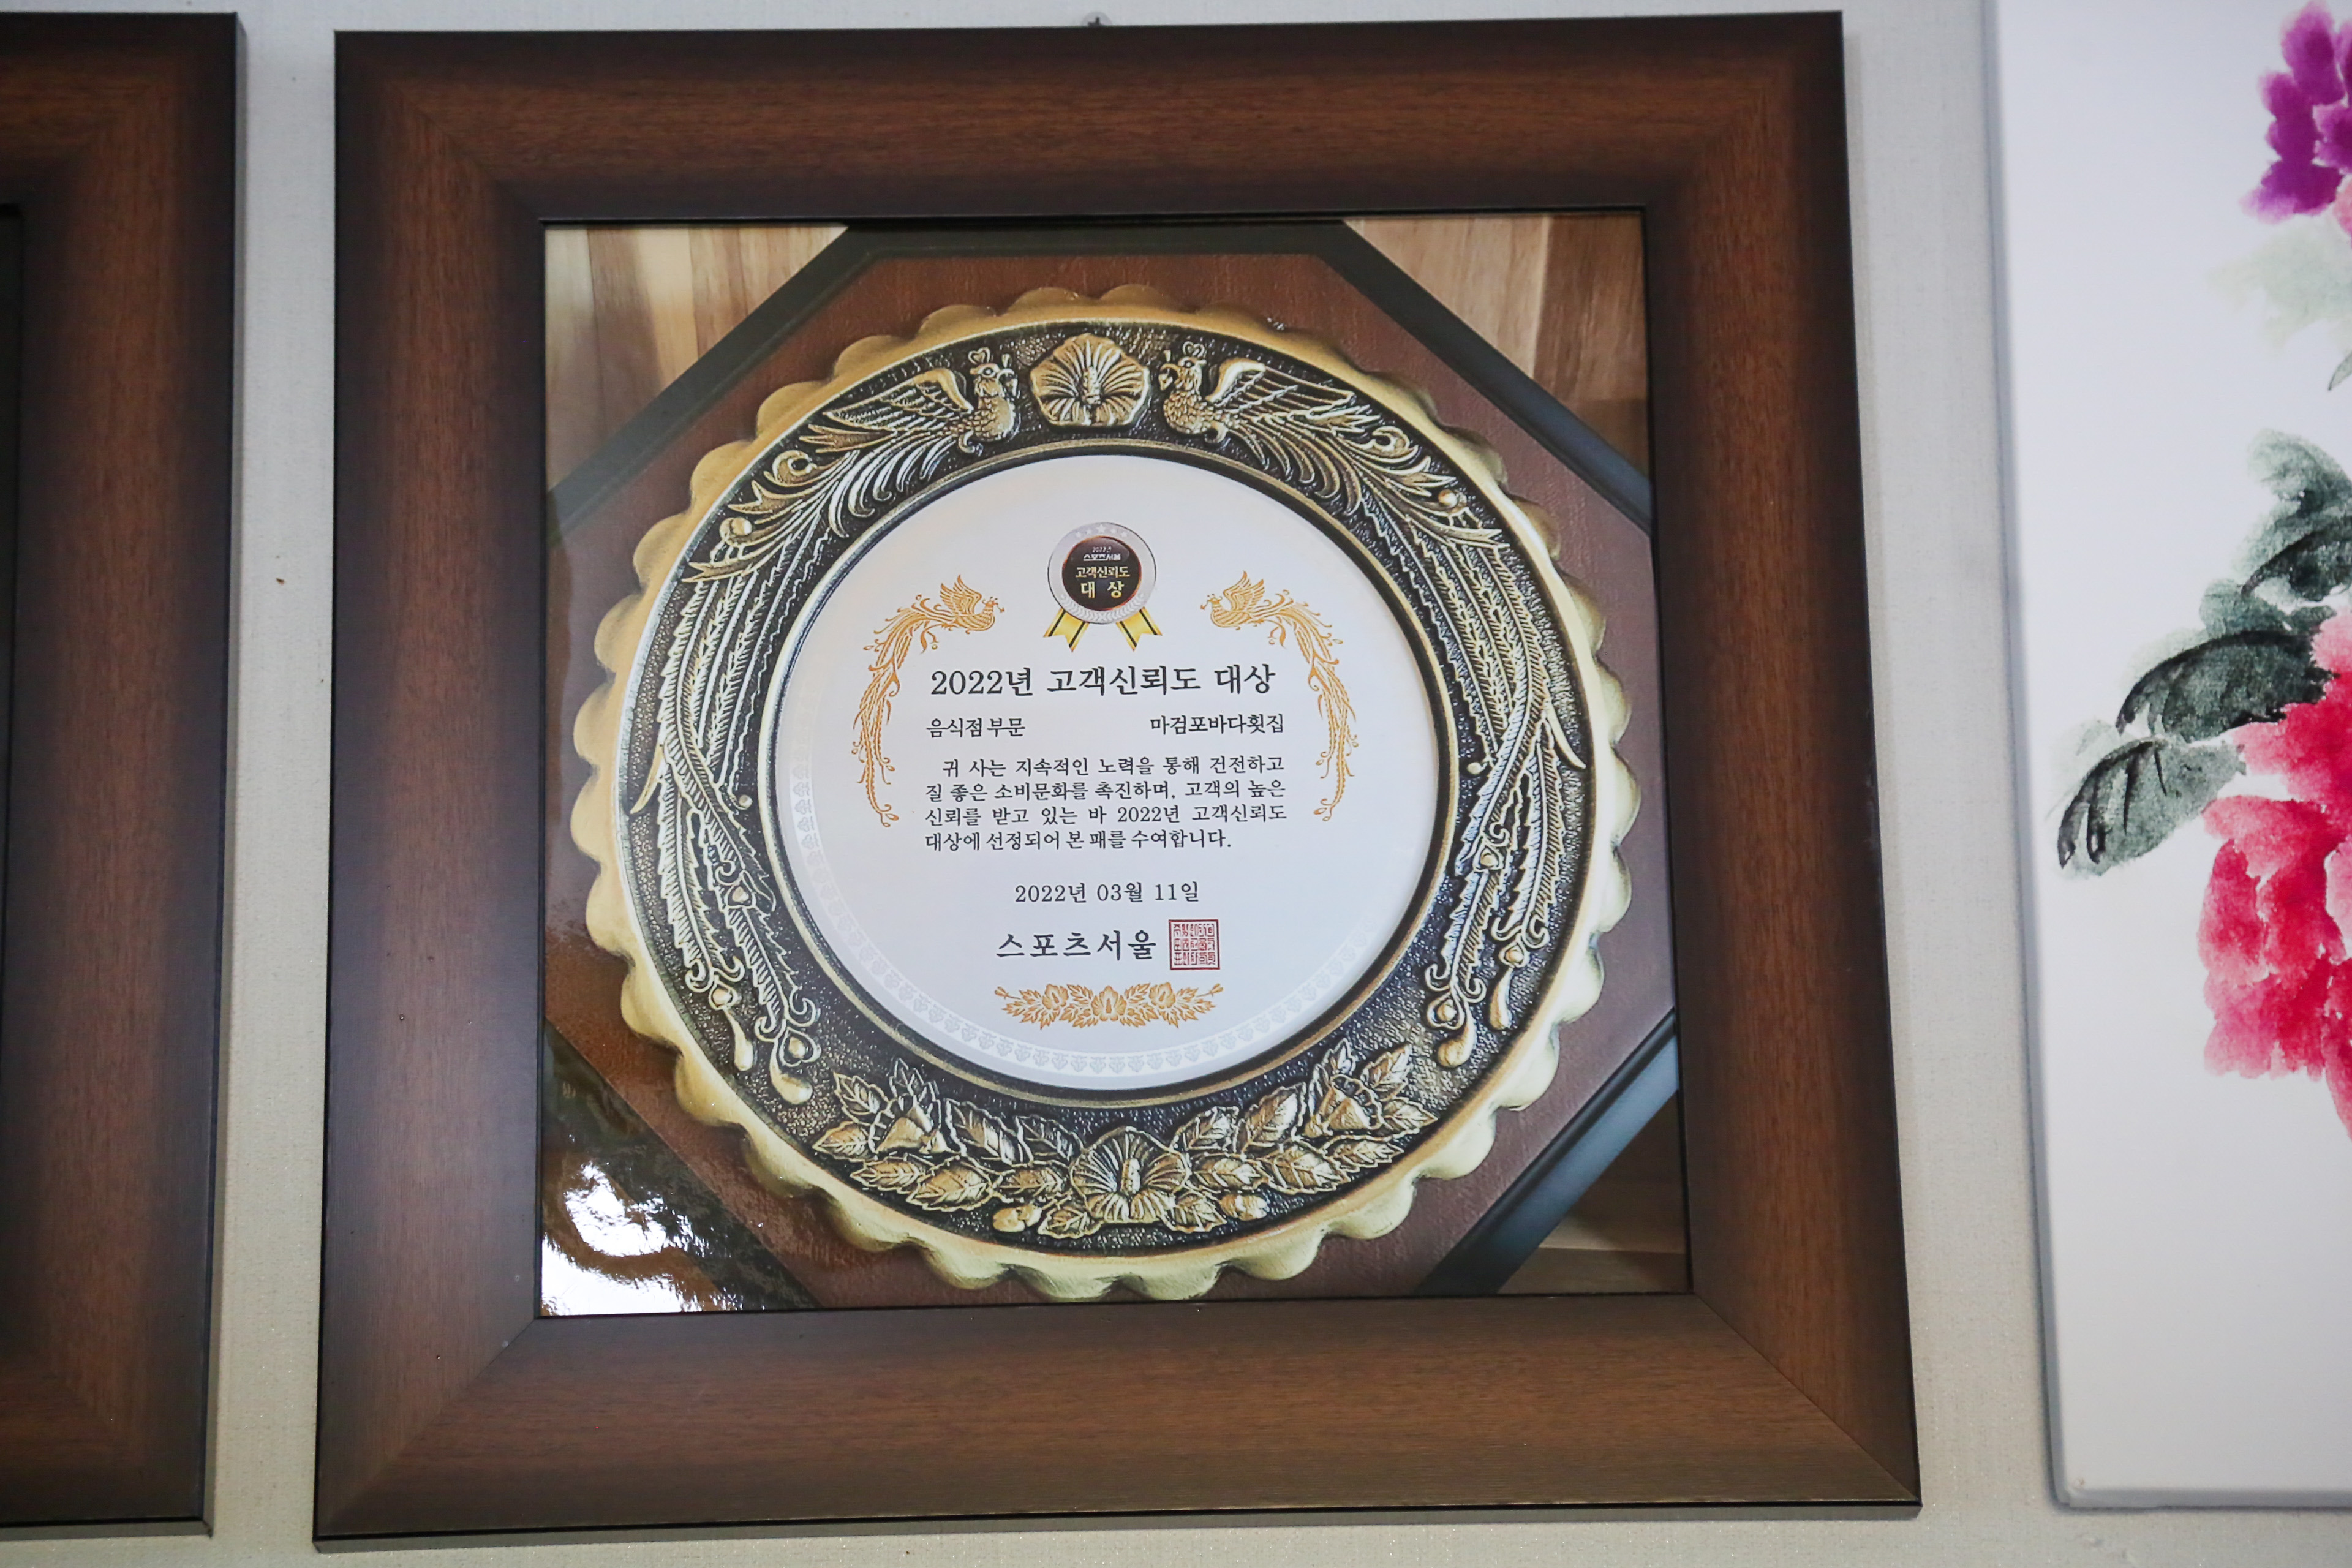 2022년
스포츠서울
고객신뢰도
대 상
2022년 고객신뢰도 대상
음식점부문 마검포바다횟집
귀 사는 지속적인 노력을 통해 건전하고
질 좋은 소비문화를 촉진하며, 고객의 높은
신뢰를 받고 있는 바 2022년 고객신뢰도
대상에 선정되어 본 패를 수여합니다.
2022년 03월 11일
스포츠서울